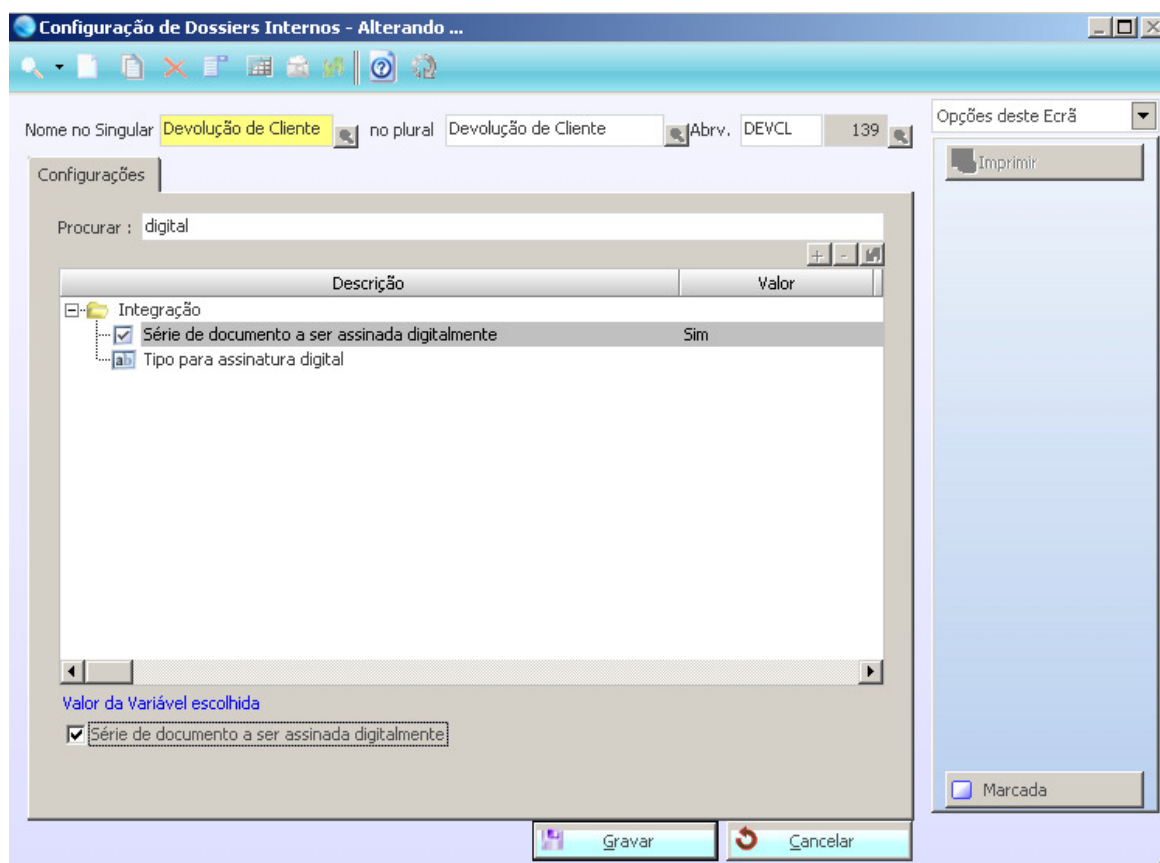 Configuração de Dossiers Internos - Alterando ...
Nome no Singular Devolução de Cliente no plural Devolução de Cliente Abrv. DEVCL 139
Opções deste Ecrã
Imprimir
Configurações
Procurar : digital
+ -
Descrição Valor
Integração
Série de documento a ser assinada digitalmente Sim
ab Tipo para assinatura digital
Valor da Variável escolhida
Série de documento a ser assinada digitalmente
Marcada
Gravar Cancelar